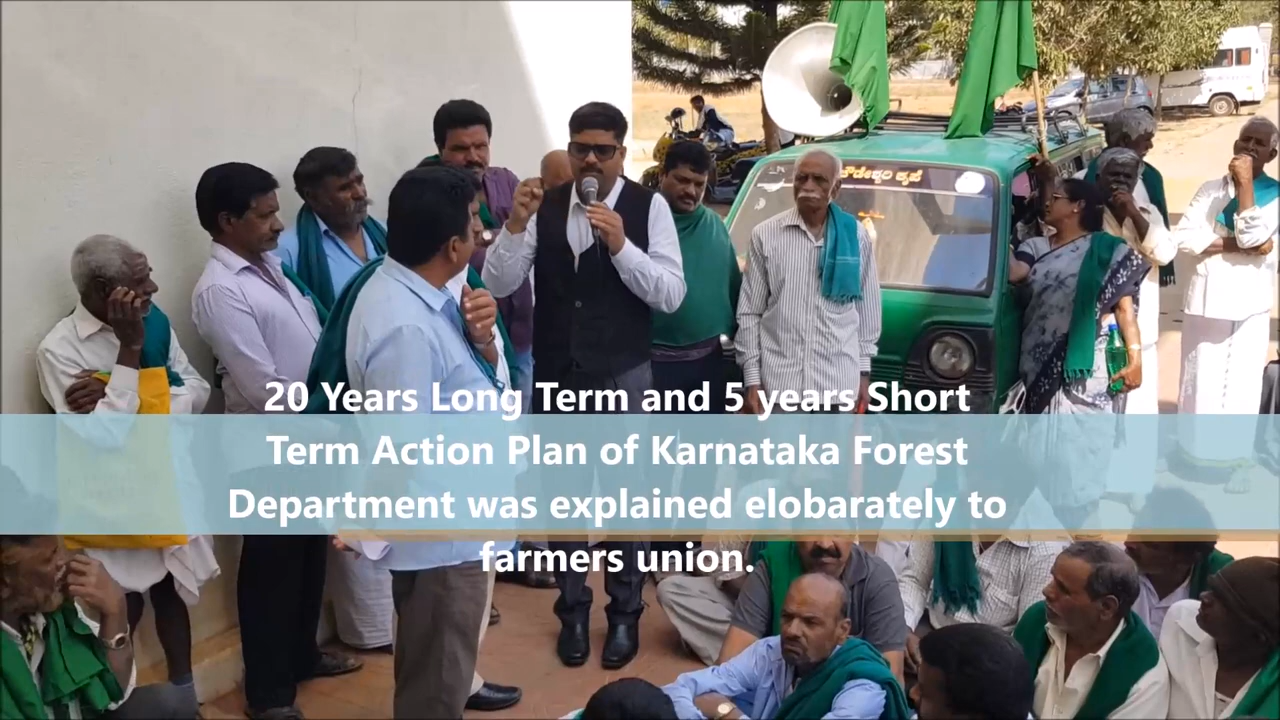 ಚೌಡೇಶ್ವರಿ ಕೃಪೆ
20 Years Long Term and 5 years Short
Term Action Plan of Karnataka Forest
Department was explained elobarately to
farmers union.